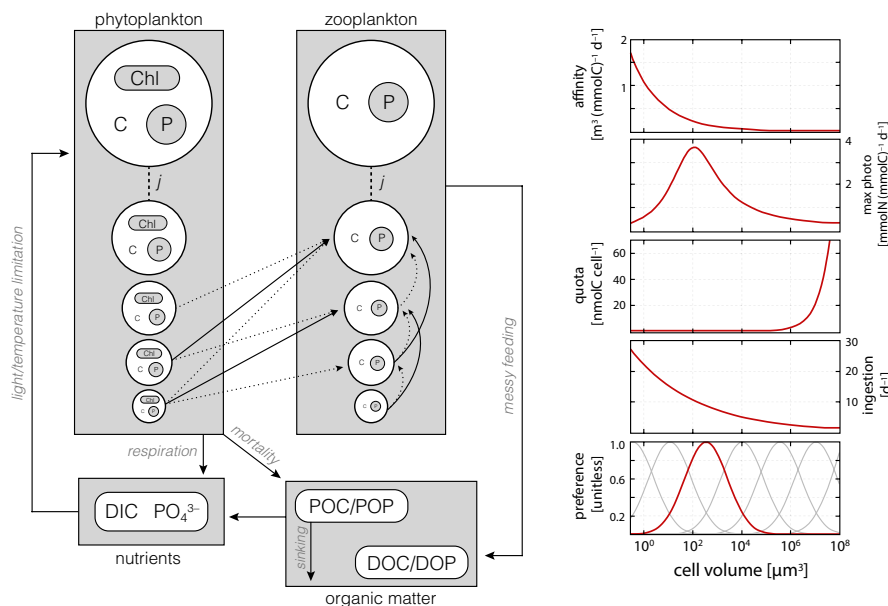 phytoplankton
zooplankton
Chl
C
P
C
P
j
j
Chl
C
P
C
P
Chl
C
P
C
P
Chl
C
P
C
P
Chl
C
P
C
P
light/temperature limitation
messy feeding
respiration
mortality
DIC PO₄³⁻
nutrients
POC/POP
sinking
DOC/DOP
organic matter
affinity
[m³ (mmolC)⁻¹ d⁻¹]
2
1
max photo
[mmolN (mmolC)⁻¹ d⁻¹]
4
2
quota
[nmolC cell⁻¹]
60
40
20
ingestion
[d⁻¹]
30
20
10
preference
[unitless]
1.0
0.6
0.2
10⁰
10²
10⁴
10⁶
10⁸
cell volume [µm³]